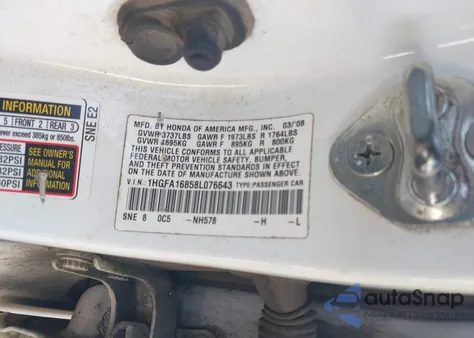 INFORMATION
5 FRONT 2 REAR 3
ever exceed 385kg or 850lbs.
PRESSURE
32PSI
32PSI
60PSI
SEE OWNER'S
MANUAL FOR
ADDITIONAL
INFORMATION
SNE E2
MFD. BY HONDA OF AMERICA MFG., INC. 03/08
GVWR 3737LBS GAWR F 1973LBS R 1764LBS
GVWR 1695KG GAWR F 895KG R 800KG
THIS VEHICLE CONFORMS TO ALL APPLICABLE
FEDERAL MOTOR VEHICLE SAFETY, BUMPER,
AND THEFT PREVENTION STANDARDS IN EFFECT
ON THE DATE OF MANUFACTURE SHOWN ABOVE.
V.I.N: 1HGFA16858L076643 TYPE:PASSENGER CAR
SNE 8 0C5 -NH578 -H -L
autoSnap